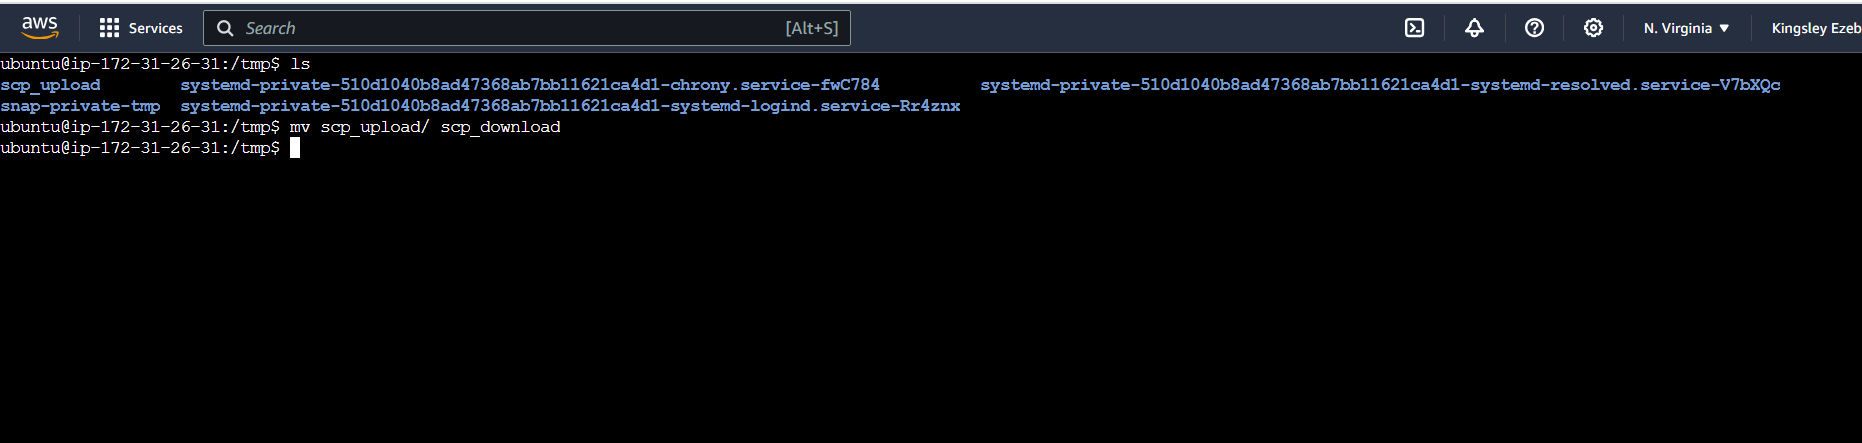 aws Services Search [Alt+S] N. Virginia Kingsley Ezeb
ubuntu@ip-172-31-26-31:/tmp$ ls
scp_upload systemd-private-510d1040b8ad47368ab7bb11621ca4d1-chrony.service-fwC784 systemd-private-510d1040b8ad47368ab7bb11621ca4d1-systemd-resolved.service-V7bXQc
snap-private-tmp systemd-private-510d1040b8ad47368ab7bb11621ca4d1-systemd-logind.service-Rr4znx
ubuntu@ip-172-31-26-31:/tmp$ mv scp_upload/ scp_download
ubuntu@ip-172-31-26-31:/tmp$